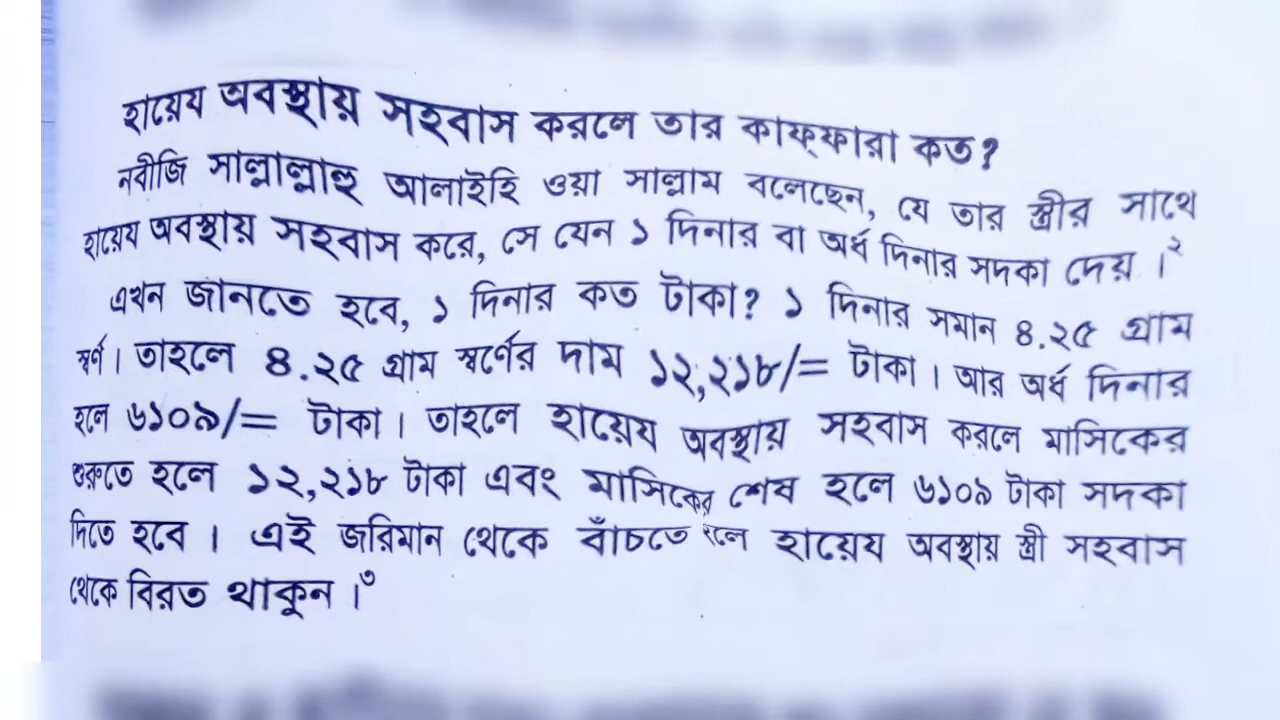 হায়েয অবস্থায় সহবাস করলে তার কাফ্ফারা কত?
নবীজি সাল্লাল্লাহু আলাইহি ওয়া সাল্লাম বলেছেন, যে তার স্ত্রীর সাথে
হায়েয অবস্থায় সহবাস করে, সে যেন ১ দিনার বা অর্ধ দিনার সদকা দেয় ।২
এখন জানতে হবে, ১ দিনার কত টাকা? ১ দিনার সমান ৪.২৫ গ্রাম
স্বর্ণ। তাহলে ৪.২৫ গ্রাম স্বর্ণের দাম ১২,২১৮/= টাকা। আর অর্ধ দিনার
হলে ৬১০৯/= টাকা। তাহলে হায়েয অবস্থায় সহবাস করলে মাসিকের
শুরুতে হলে ১২,২১৮ টাকা এবং মাসিকের শেষ হলে ৬১০৯ টাকা সদকা
দিতে হবে । এই জরিমান থেকে বাঁচতে হলে হায়েয অবস্থায় স্ত্রী সহবাস
থেকে বিরত থাকুন ।৩